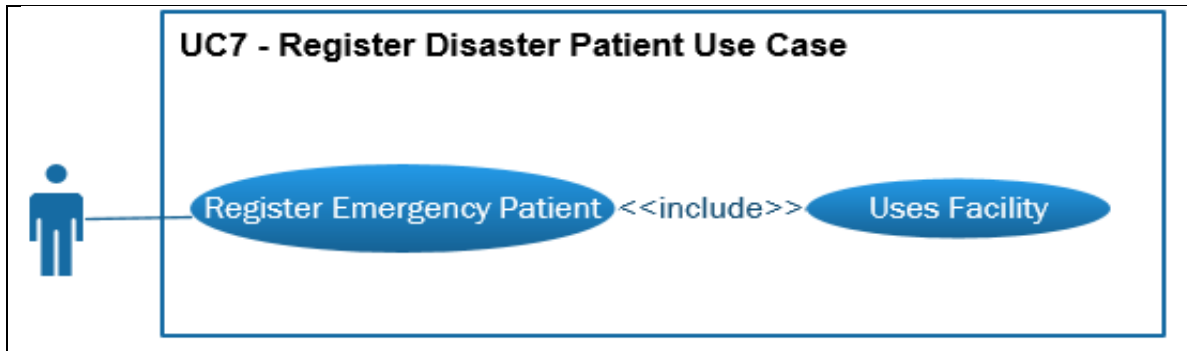 UC7 - Register Disaster Patient Use Case
Register Emergency Patient <<include>> Uses Facility